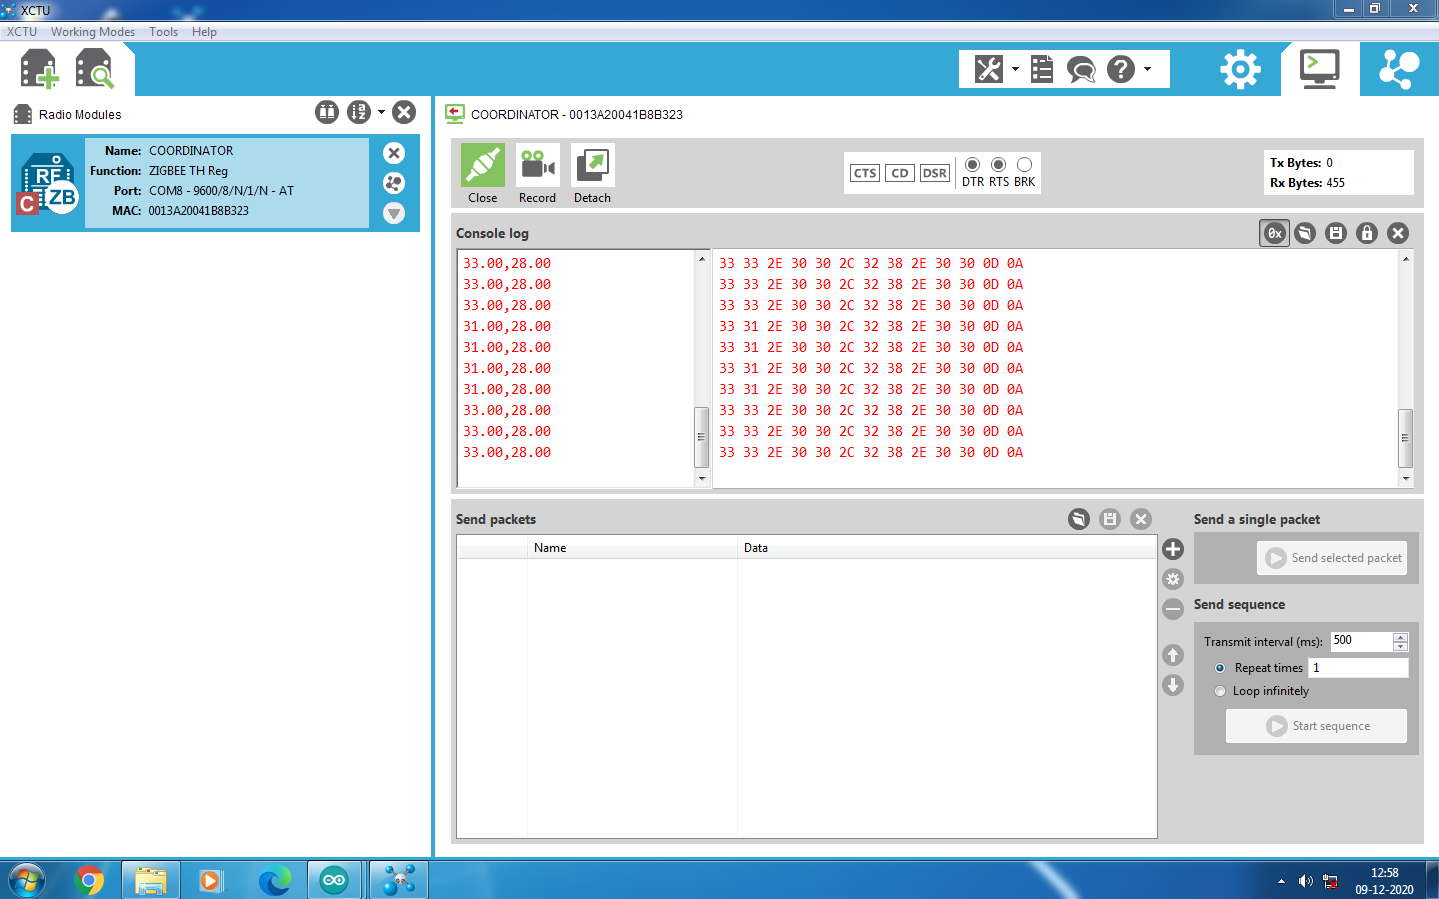 XCTU
XCTU Working Modes Tools Help
Radio Modules
Name: COORDINATOR
Function: ZIGBEE TH Reg
Port: COM8 - 9600/8/N/1/N - AT
MAC: 0013A20041B8B323
RF
ZB
C
COORDINATOR - 0013A20041B8B323
Close Record Detach
CTS CD DSR DTR RTS BRK
Tx Bytes: 0
Rx Bytes: 455
Console log
0x
33.00,28.00 33 33 2E 30 30 2C 32 38 2E 30 30 0D 0A
33.00,28.00 33 33 2E 30 30 2C 32 38 2E 30 30 0D 0A
33.00,28.00 33 33 2E 30 30 2C 32 38 2E 30 30 0D 0A
31.00,28.00 33 31 2E 30 30 2C 32 38 2E 30 30 0D 0A
31.00,28.00 33 31 2E 30 30 2C 32 38 2E 30 30 0D 0A
31.00,28.00 33 31 2E 30 30 2C 32 38 2E 30 30 0D 0A
31.00,28.00 33 31 2E 30 30 2C 32 38 2E 30 30 0D 0A
33.00,28.00 33 33 2E 30 30 2C 32 38 2E 30 30 0D 0A
33.00,28.00 33 33 2E 30 30 2C 32 38 2E 30 30 0D 0A
33.00,28.00 33 33 2E 30 30 2C 32 38 2E 30 30 0D 0A
Send packets
Name Data
Send a single packet
Send selected packet
Send sequence
Transmit interval (ms): 500
Repeat times 1
Loop infinitely
Start sequence
12:58
09-12-2020